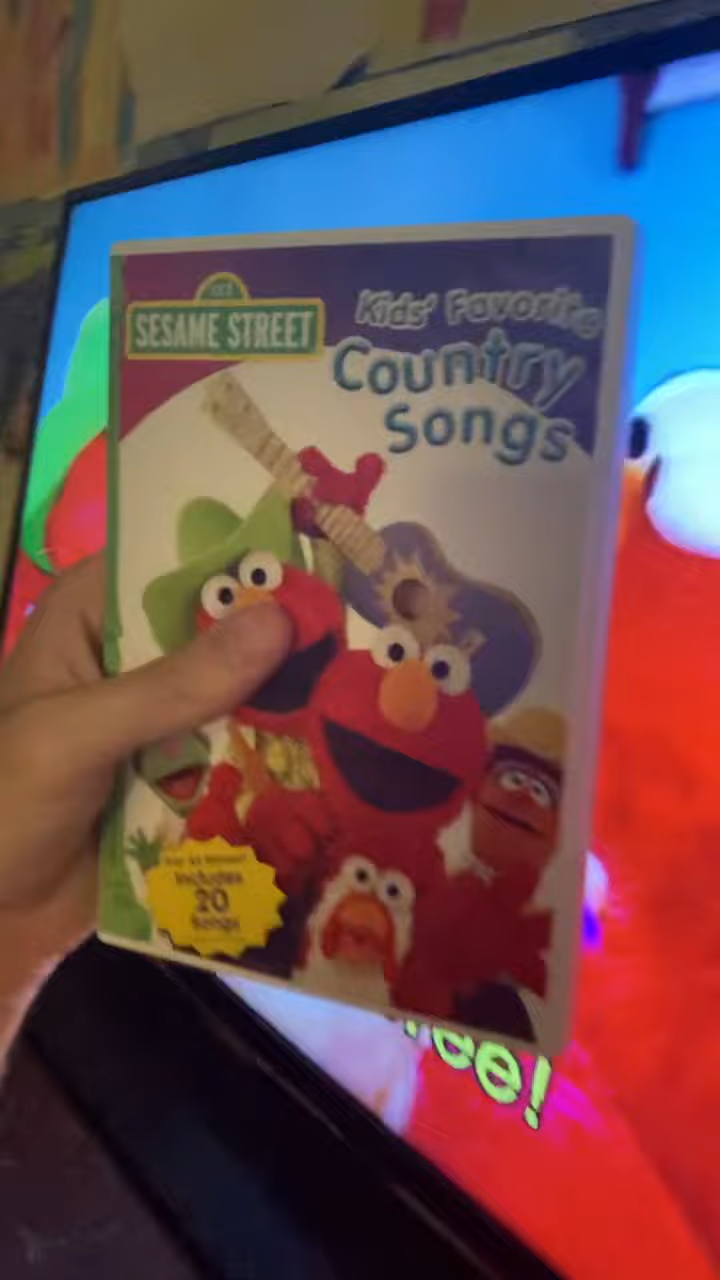 SESAME STREET
Kids' Favorite
Country
Songs
Includes
20
Songs
ee!